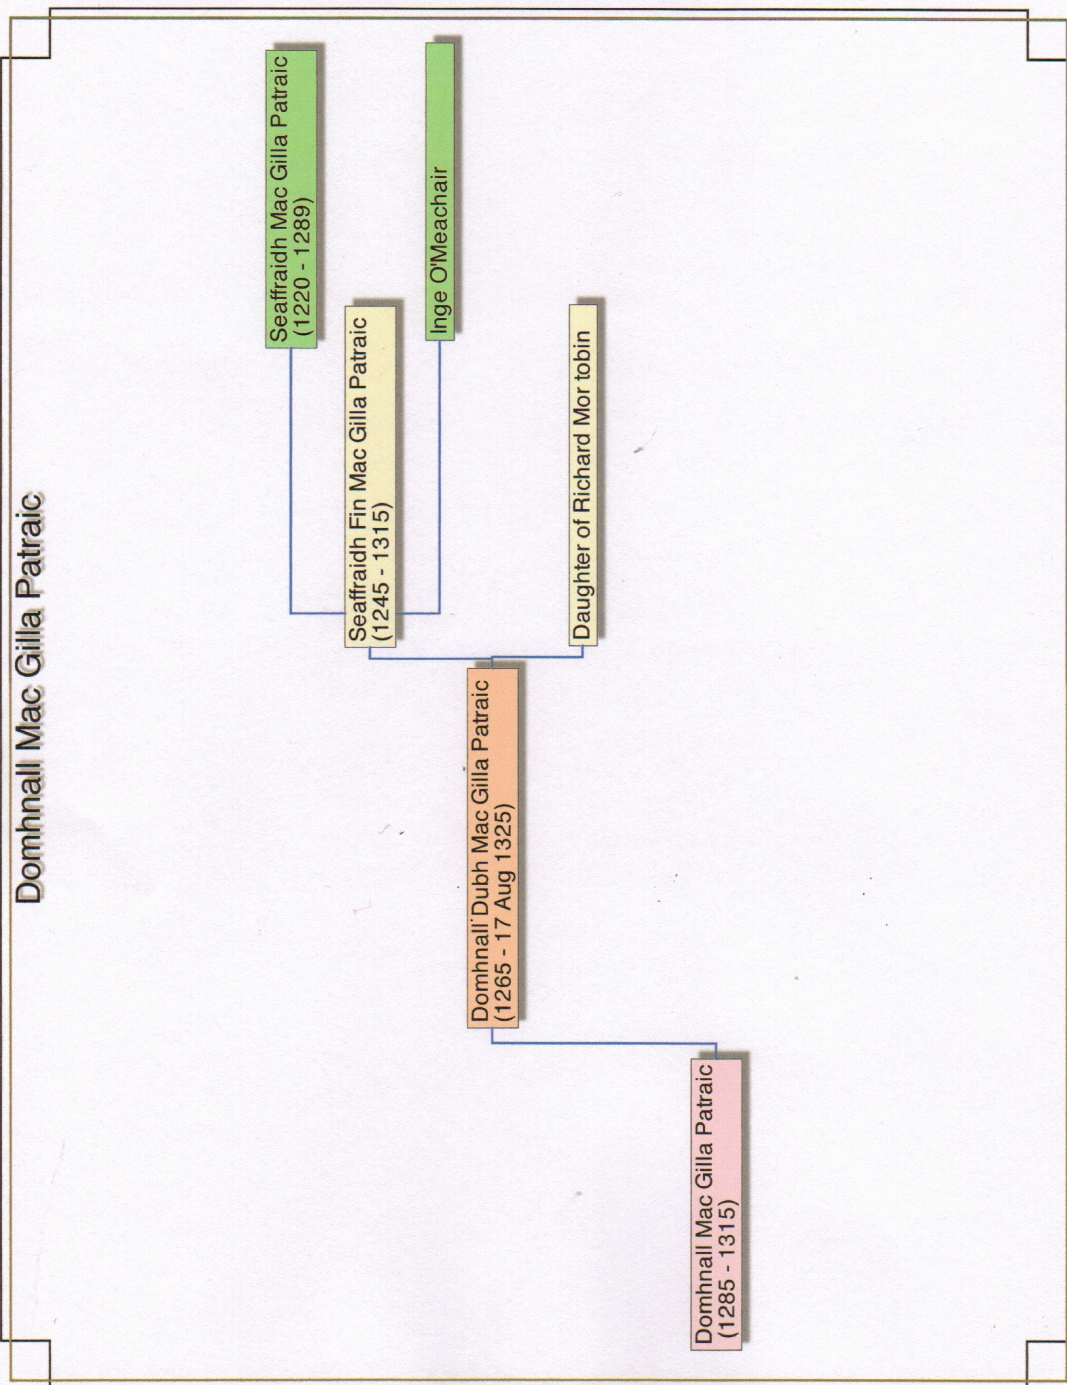 Domhnall Mac Gilla Patraic
Seaffraidh Mac Gilla Patraic
(1220 - 1289)
Seaffraidh Fin Mac Gilla Patraic
(1245 - 1315)
Inge O'Meachair
Domhnall Dubh Mac Gilla Patraic
(1265 - 17 Aug 1325)
Daughter of Richard Mor tobin
Domhnall Mac Gilla Patraic
(1285 - 1315)